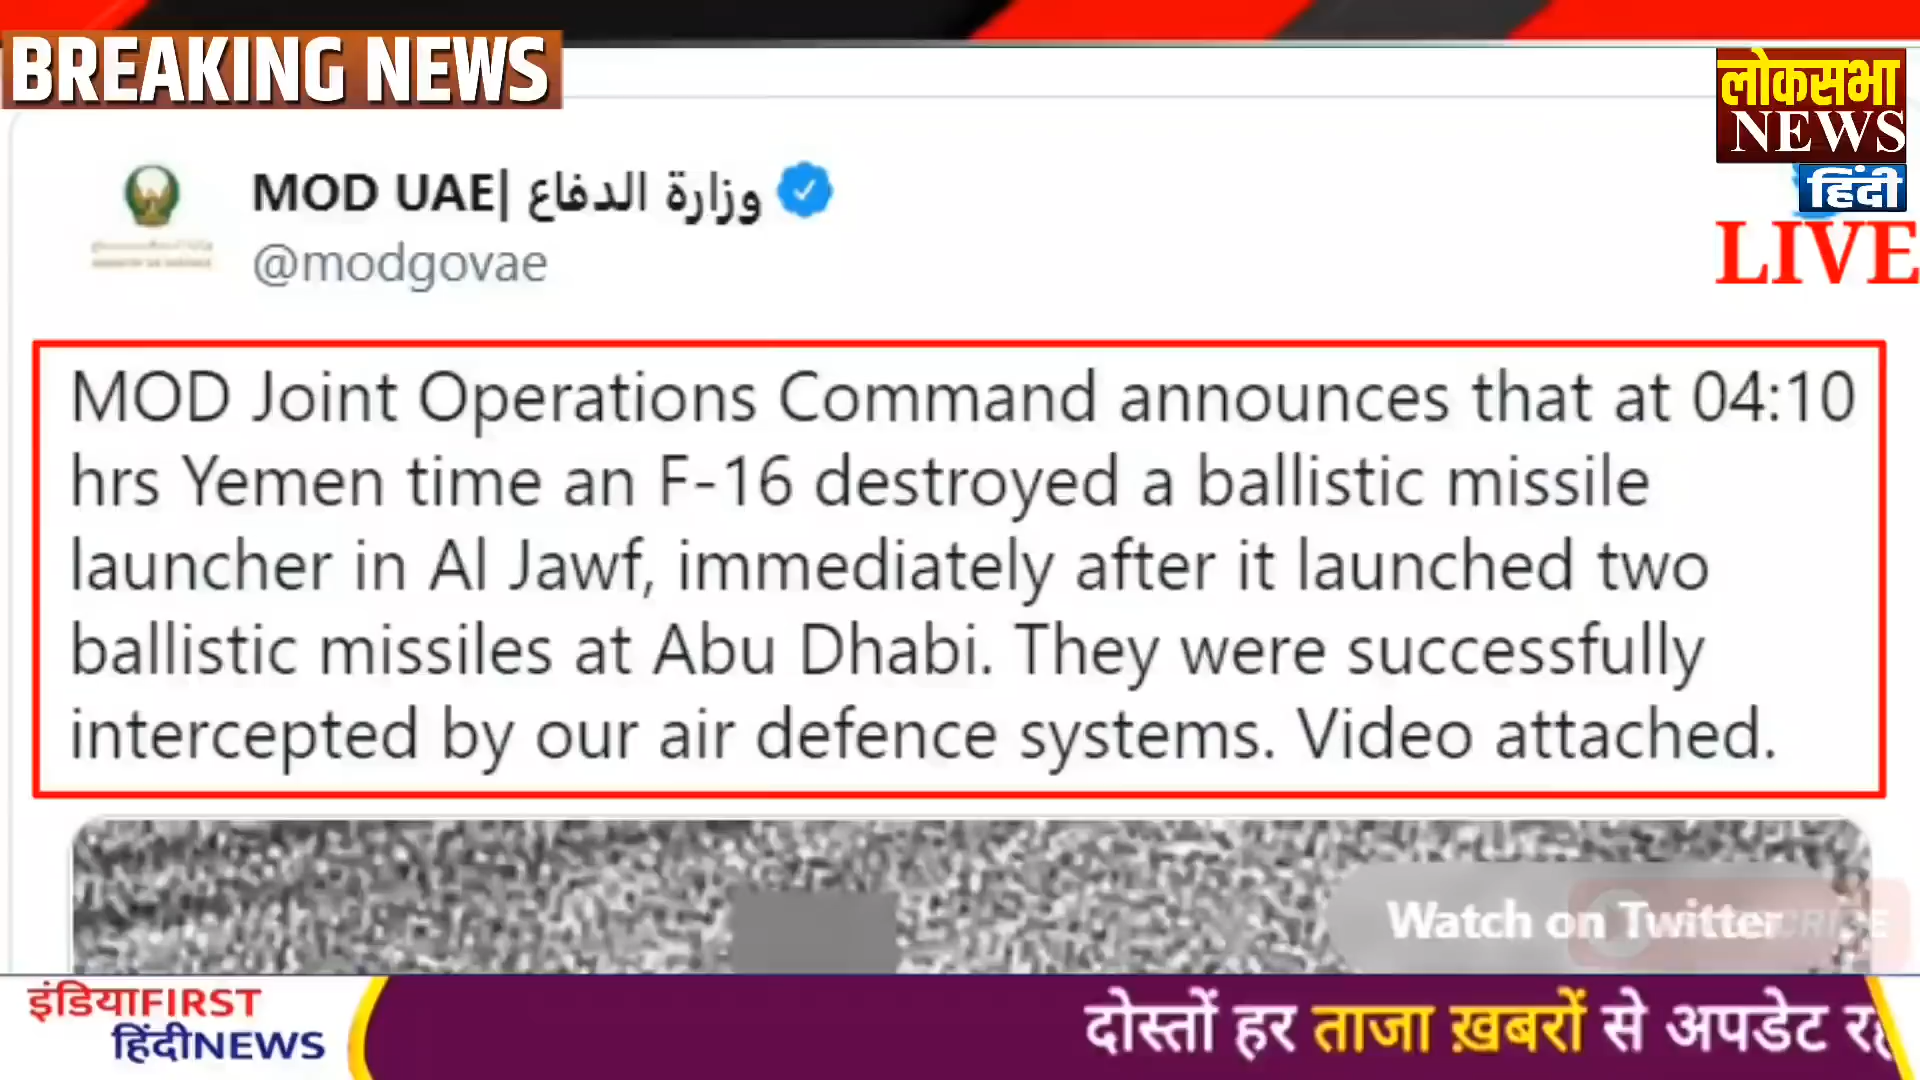 BREAKING NEWS
लोकसभा
NEWS
हिंदी
LIVE
MOD UAE| وزارة الدفاع
@modgovae
MOD Joint Operations Command announces that at 04:10
hrs Yemen time an F-16 destroyed a ballistic missile
launcher in Al Jawf, immediately after it launched two
ballistic missiles at Abu Dhabi. They were successfully
intercepted by our air defence systems. Video attached.
Watch on Twitter
इंडियाFIRST
हिंदीNEWS
दोस्तों हर ताजा ख़बरों से अपडेट